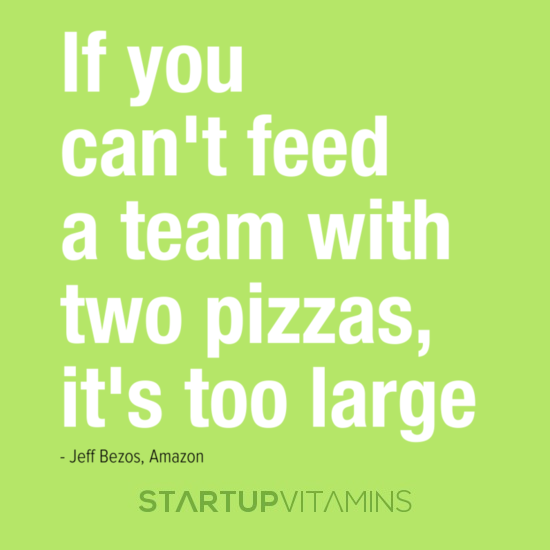 If you
can't feed
a team with
two pizzas,
it's too large
- Jeff Bezos, Amazon
STARTUPVITAMINS